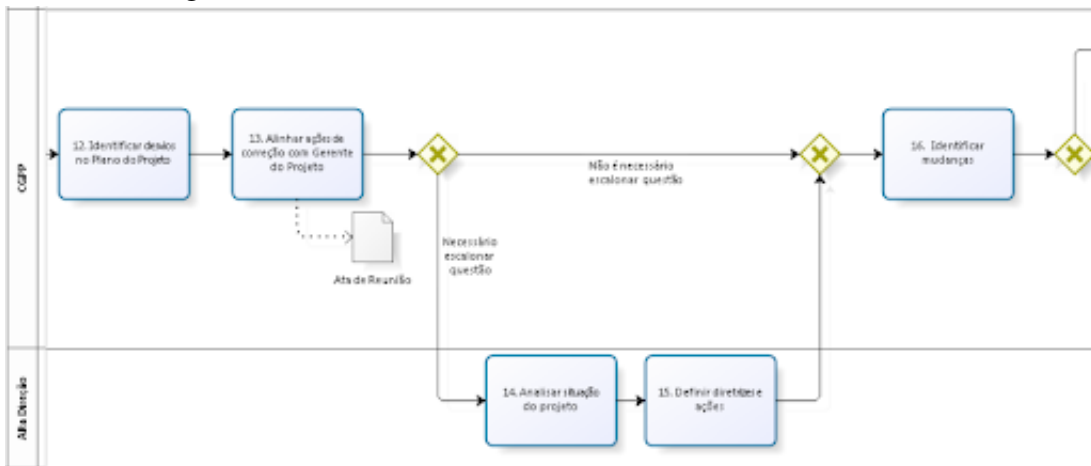 CGPP
12. Identificar desvios
no Plano do Projeto
13. Alinhar ações de
correção com Gerente
do Projeto
Não é necessário
escalonar questão
16. Identificar
mudanças
Necessário
escalonar
questão
Ata de Reunião
Alta Direção
14. Analisar situação
do projeto
15. Definir diretrizes e
ações